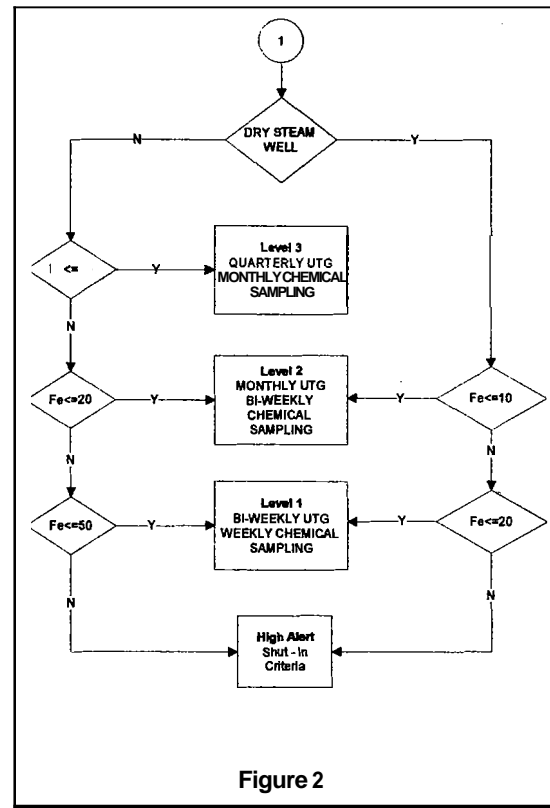 1
DRY STEAM
WELL
N
Y
<=
Y
Level 3
QUARTERLY UTG
MONTHLY CHEMICAL
SAMPLING
N
Fe<=20
Y
Level 2
MONTHLY UTG
BI-WEEKLY
CHEMICAL
SAMPLING
Y
Fe<=10
N
N
Fe<=50
Y
Level 1
BI-WEEKLY UTG
WEEKLY CHEMICAL
SAMPLING
Y
Fe<=20
N
N
High Alert
Shut - In
Criteria
Figure 2